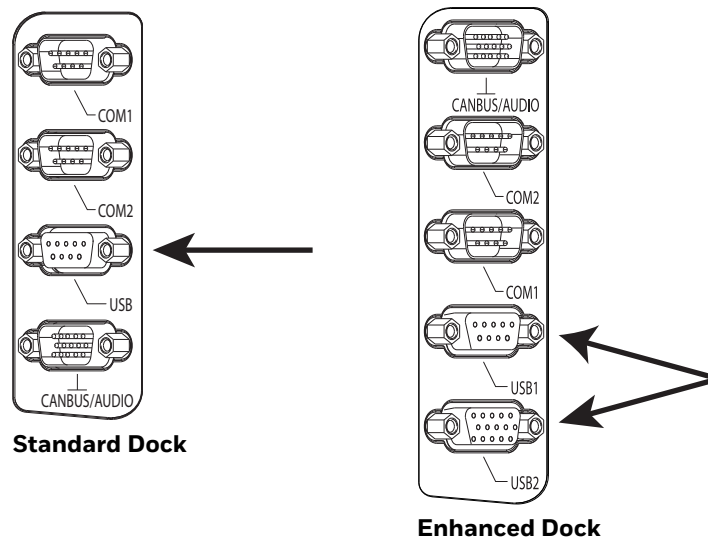 COM1
COM2
USB
CANBUS/AUDIO
Standard Dock
CANBUS/AUDIO
COM2
COM1
USB1
USB2
Enhanced Dock